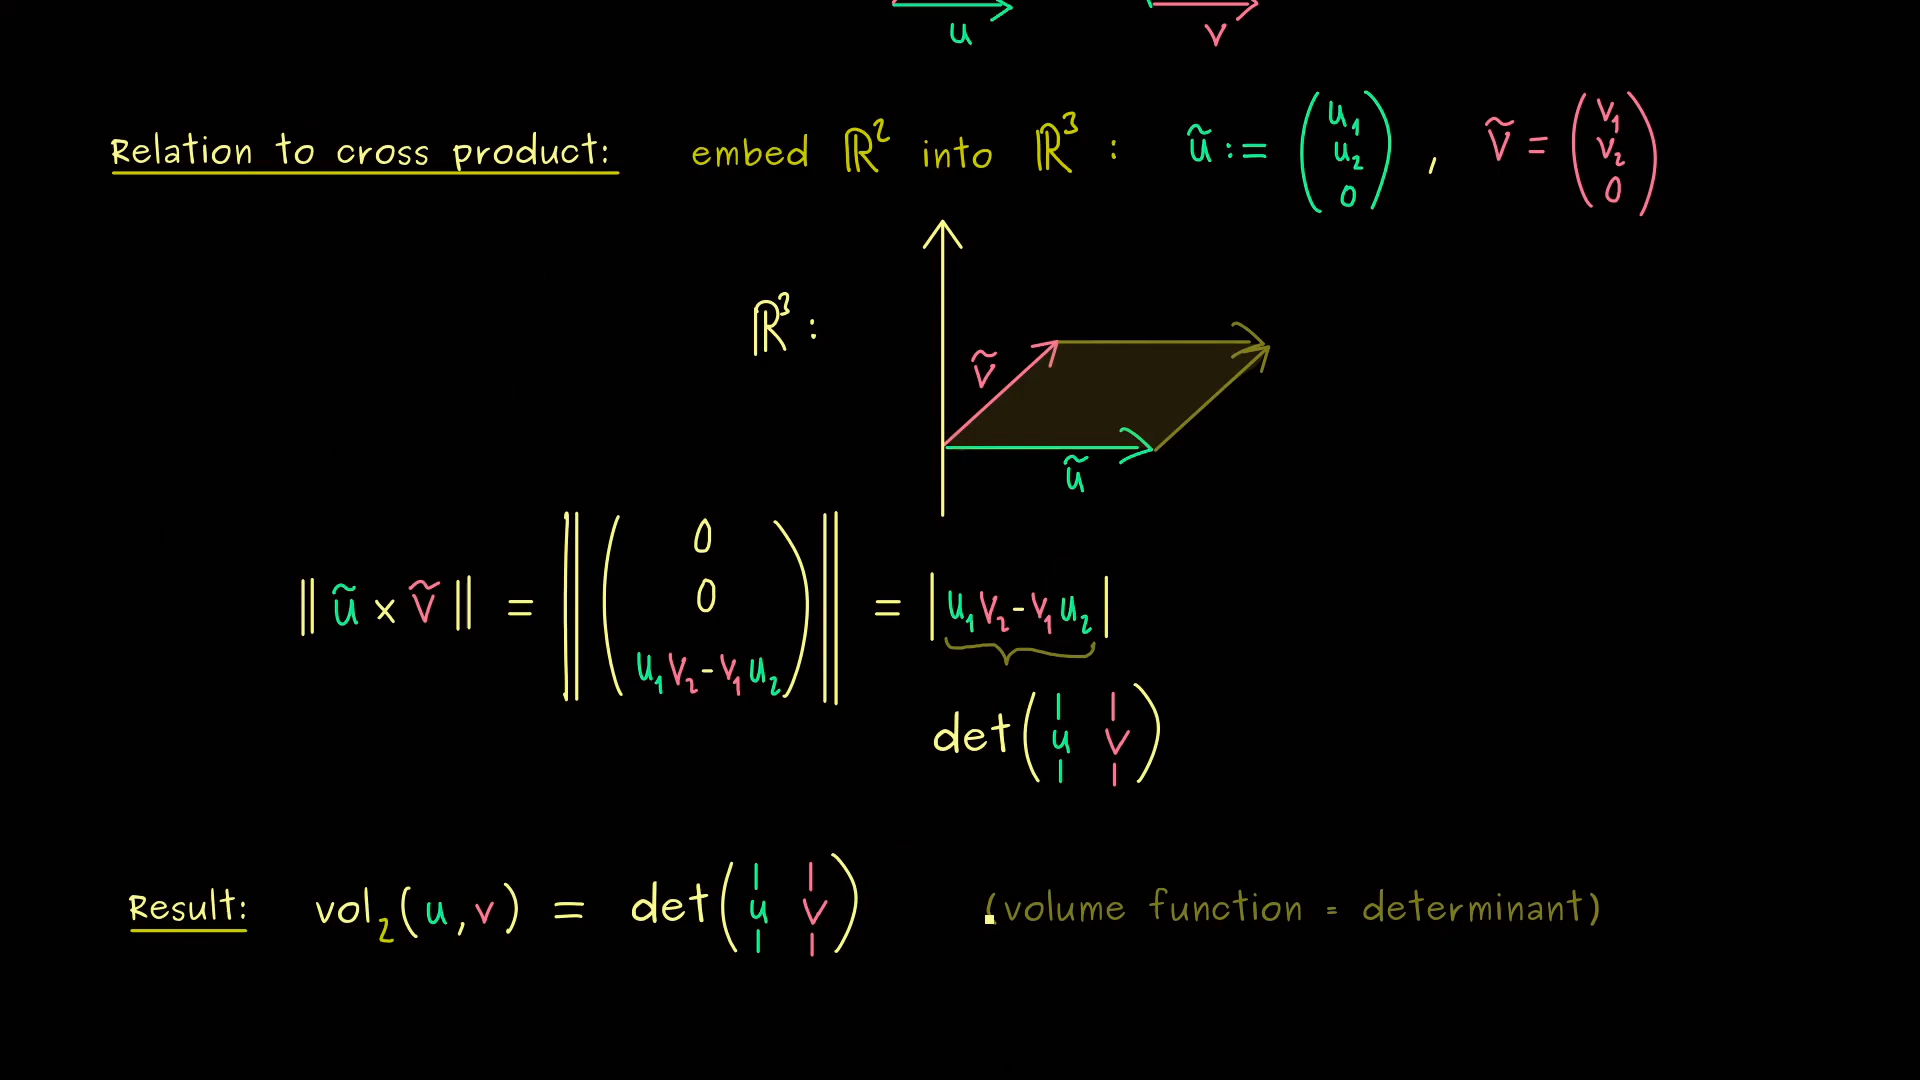 u v
Relation to cross product: embed ℝ² into ℝ³ : ũ := (u₁ u₂ 0) , ṽ = (v₁ v₂ 0)
ℝ³ :
ṽ
ũ
‖ ũ × ṽ ‖ = ‖ (0 0 u₁v₂ - v₁u₂) ‖ = | u₁v₂ - v₁u₂ |
det( u v )
Result: vol₂(u,v) = det( u v ) (volume function = determinant)